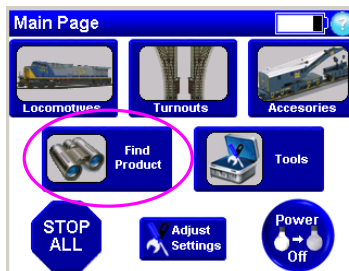 Main Page ?
Locomotives Turnouts Accesories
Find Product
Tools
STOP ALL
Adjust Settings
Power Off